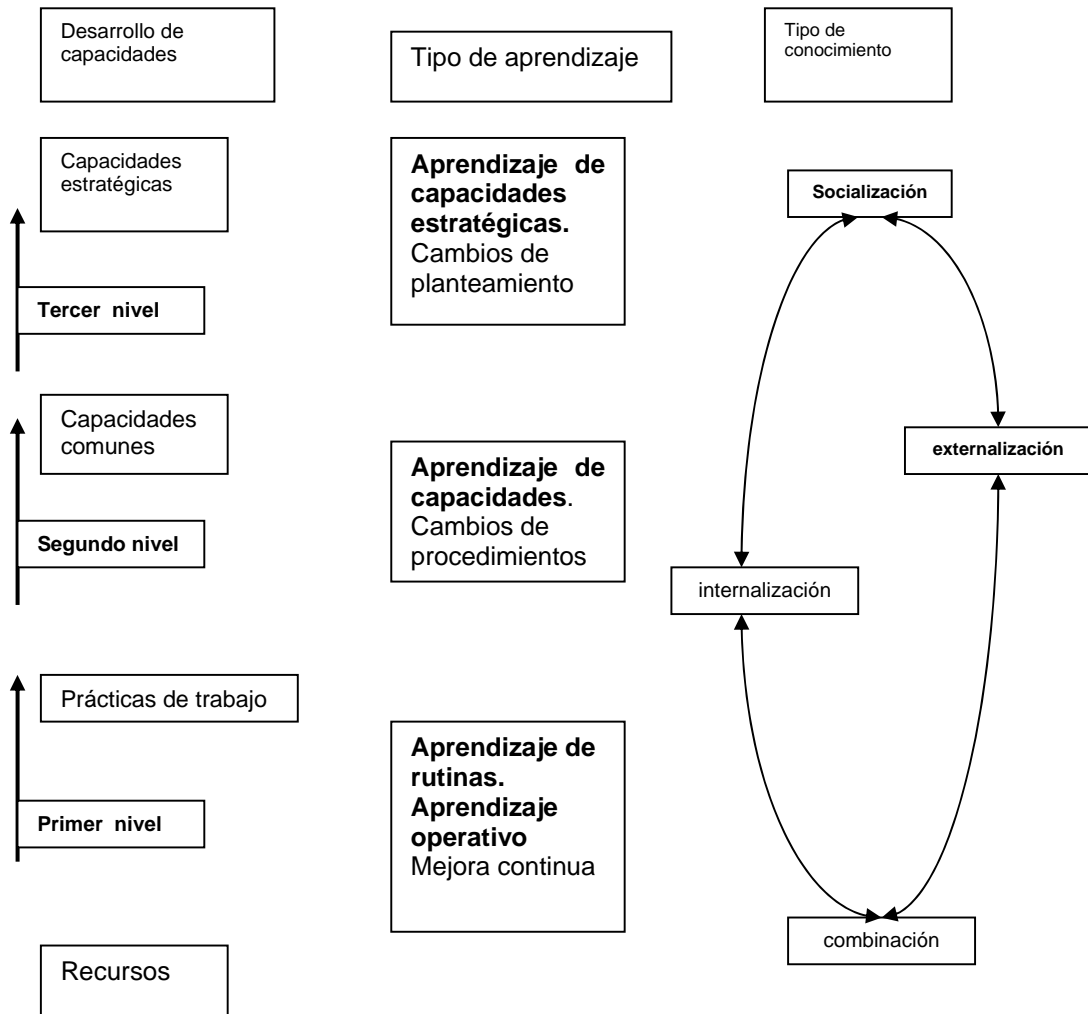 Desarrollo de
capacidades
Tipo de aprendizaje
Tipo de
conocimiento
Capacidades
estratégicas
Aprendizaje de
capacidades
estratégicas.
Cambios de
planteamiento
Socialización
Tercer nivel
Capacidades
comunes
Aprendizaje de
capacidades.
Cambios de
procedimientos
externalización
Segundo nivel
internalización
Prácticas de trabajo
Aprendizaje de
rutinas.
Aprendizaje
operativo
Mejora continua
Primer nivel
combinación
Recursos